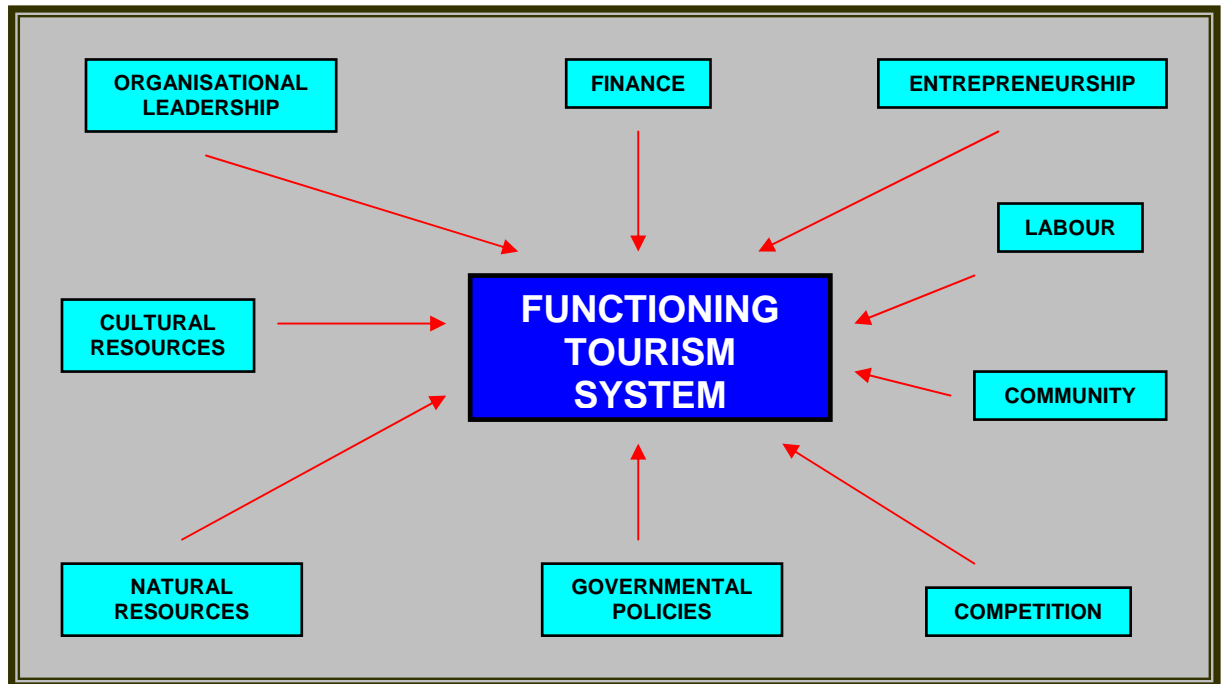 ORGANISATIONAL
LEADERSHIP
FINANCE
ENTREPRENEURSHIP
LABOUR
CULTURAL
RESOURCES
FUNCTIONING
TOURISM
SYSTEM
COMMUNITY
NATURAL
RESOURCES
GOVERNMENTAL
POLICIES
COMPETITION